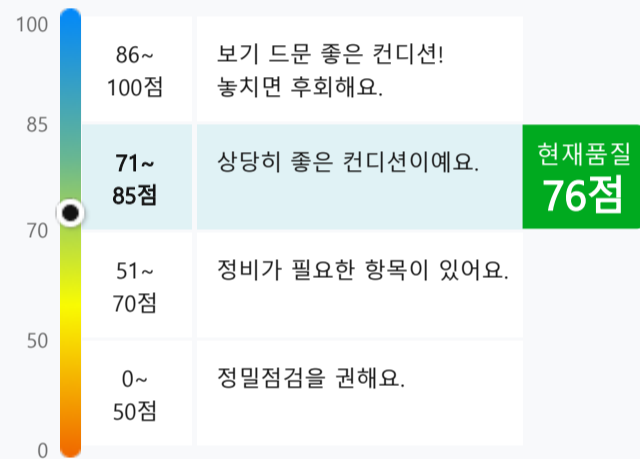 100
86~
100점
보기 드문 좋은 컨디션!
놓치면 후회해요.
85
71~
85점
상당히 좋은 컨디션이예요.
현재품질
76점
70
51~
70점
정비가 필요한 항목이 있어요.
50
0~
50점
정밀점검을 권해요.
0